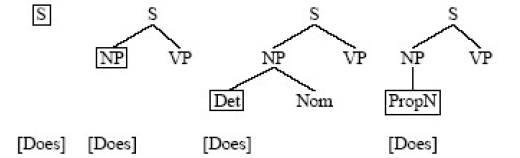 S S S S
NP VP NP VP NP VP
Det Nom PropN
[Does] [Does] [Does] [Does]